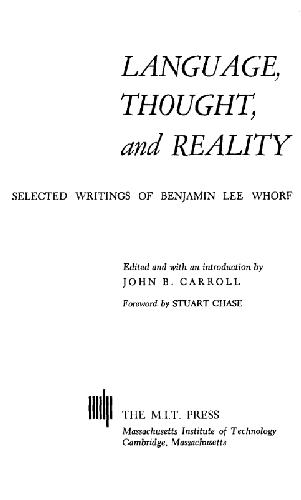 LANGUAGE,
THOUGHT,
and REALITY
SELECTED WRITINGS OF BENJAMIN LEE WHORF
Edited and with an introduction by
JOHN B. CARROLL
Foreword by STUART CHASE
THE M.I.T. PRESS
Massachusetts Institute of Technology
Cambridge, Massachusetts